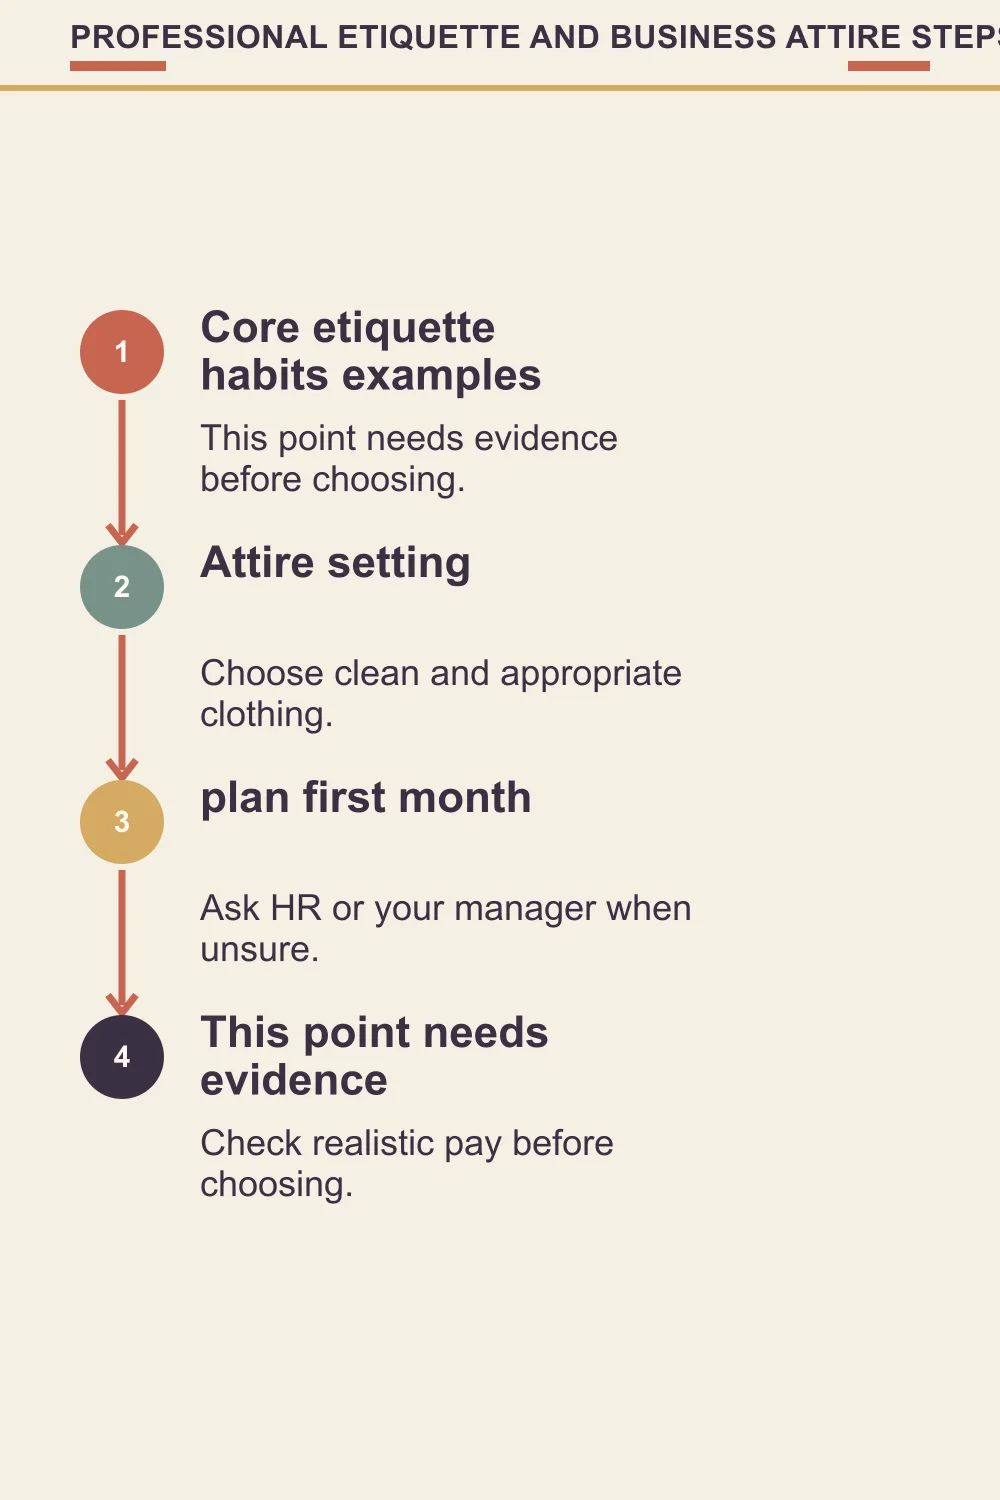 PROFESSIONAL ETIQUETTE AND BUSINESS ATTIRE STEPS
1
Core etiquette
habits examples
This point needs evidence
before choosing.
2
Attire setting
Choose clean and appropriate
clothing.
3
plan first month
Ask HR or your manager when
unsure.
4
This point needs
evidence
Check realistic pay before
choosing.